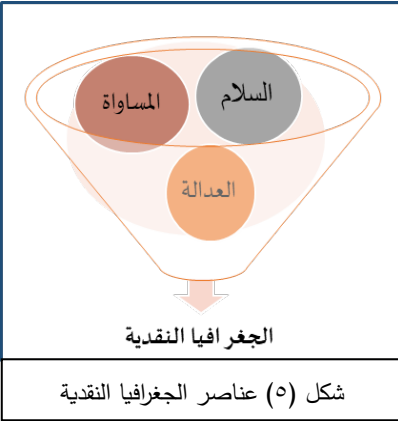 السلام
المساواة
العدالة
الجغرافيا النقدية
شكل (٥) عناصر الجغرافيا النقدية